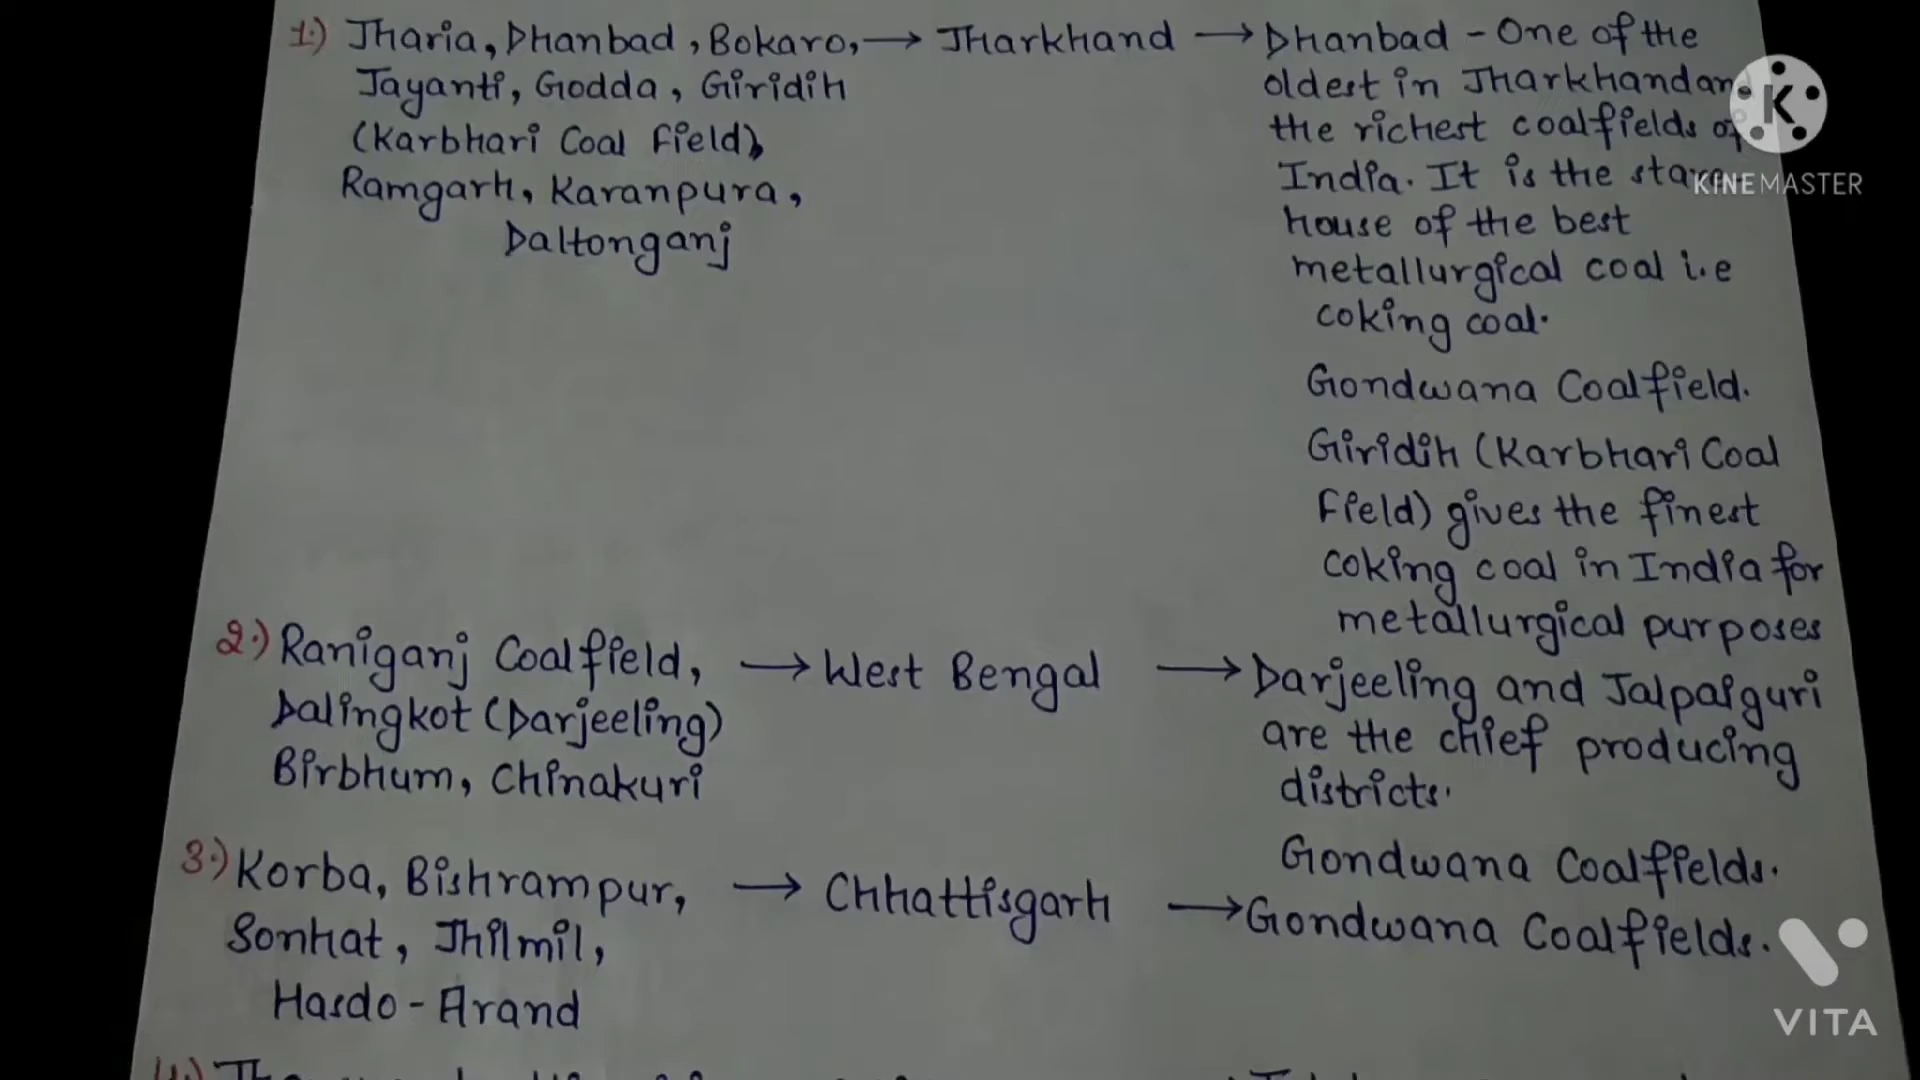 1.) Jharia, Dhanbad, Bokaro, → Jharkhand → Dhanbad - One of the
Jayanti, Godda, Giridih
(Karbhari Coal Field),
Ramgarh, Karanpura,
Daltonganj
oldest in Jharkhand and
the richest coalfields of
India. It is the store
house of the best
metallurgical coal i.e
coking coal.
Gondwana Coalfield.
Giridih (Karbhari Coal
Field) gives the finest
coking coal in India for
metallurgical purposes
2.) Raniganj Coalfield, → West Bengal → Darjeeling and Jalpaiguri
Dalingkot (Darjeeling)
Birbhum, Chinakuri
are the chief producing
districts.
Gondwana Coalfields.
3.) Korba, Bishrampur, → Chhattisgarh → Gondwana Coalfields.
Sonhat, Jhilmil,
Hasdo-Arand
4.)
K
KINEMASTER
VITA